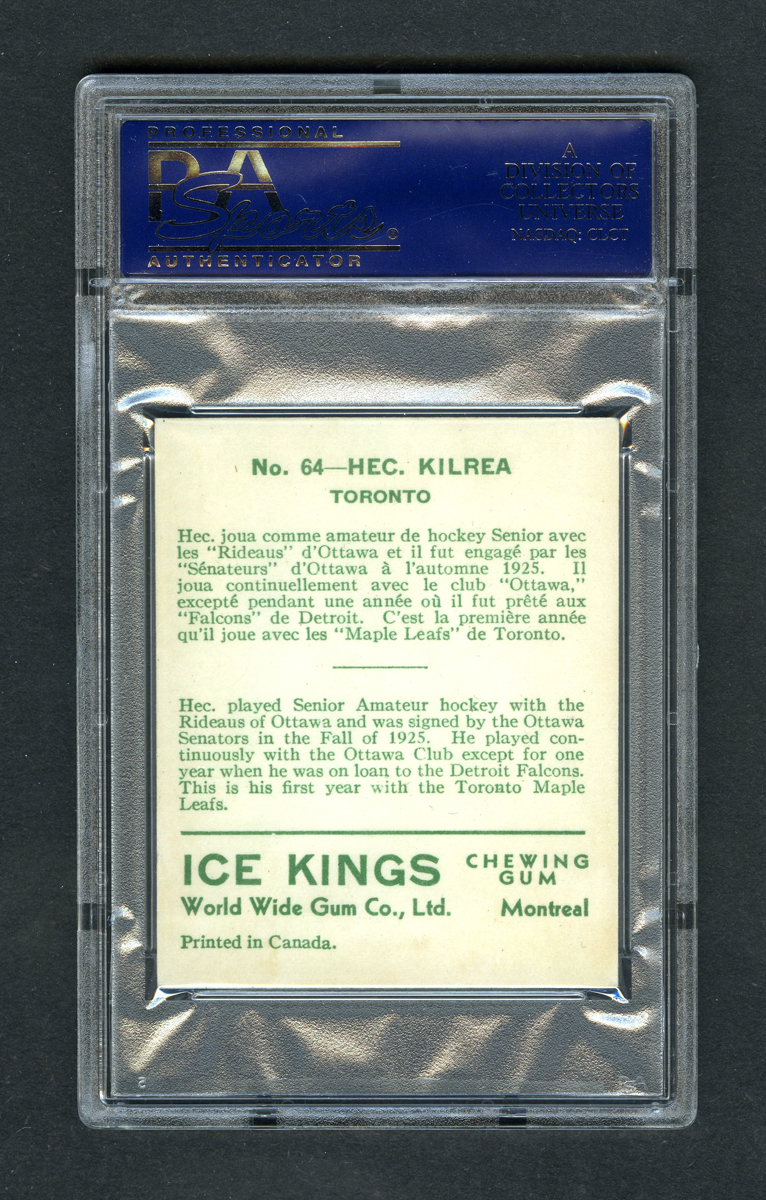 PROFESSIONAL
PSA
Sports®
AUTHENTICATOR
A
DIVISION OF
COLLECTORS
UNIVERSE
NASDAQ: CLCT
No. 64—HEC. KILREA
TORONTO
Hec. joua comme amateur de hockey Senior avec
les "Rideaus" d'Ottawa et il fut engagé par les
"Sénateurs" d'Ottawa à l'automne 1925. Il
joua continuellement avec le club "Ottawa,"
excepté pendant une année où il fut prêté aux
"Falcons" de Detroit. C'est la première année
qu'il joue avec les "Maple Leafs" de Toronto.
Hec. played Senior Amateur hockey with the
Rideaus of Ottawa and was signed by the Ottawa
Senators in the Fall of 1925. He played con-
tinuously with the Ottawa Club except for one
year when he was on loan to the Detroit Falcons.
This is his first year with the Toronto Maple
Leafs.
ICE KINGS CHEWING GUM
World Wide Gum Co., Ltd. Montreal
Printed in Canada.